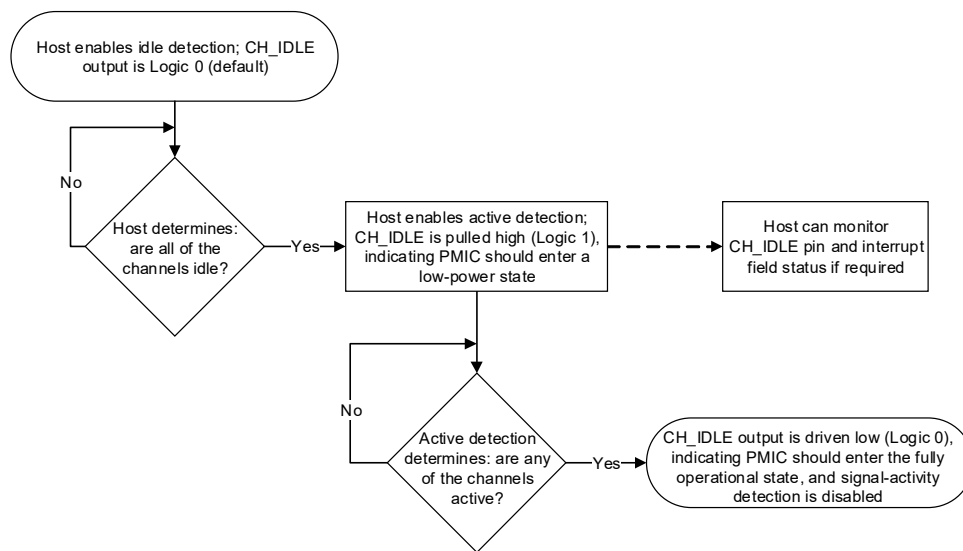 Host enables idle detection; CH_IDLE
output is Logic 0 (default)
No
Host determines:
are all of the
channels idle?
Yes
Host enables active detection;
CH_IDLE is pulled high (Logic 1),
indicating PMIC should enter a
low-power state
Host can monitor
CH_IDLE pin and interrupt
field status if required
No
Active detection
determines: are any
of the channels
active?
Yes
CH_IDLE output is driven low (Logic 0),
indicating PMIC should enter the fully
operational state, and signal-activity
detection is disabled